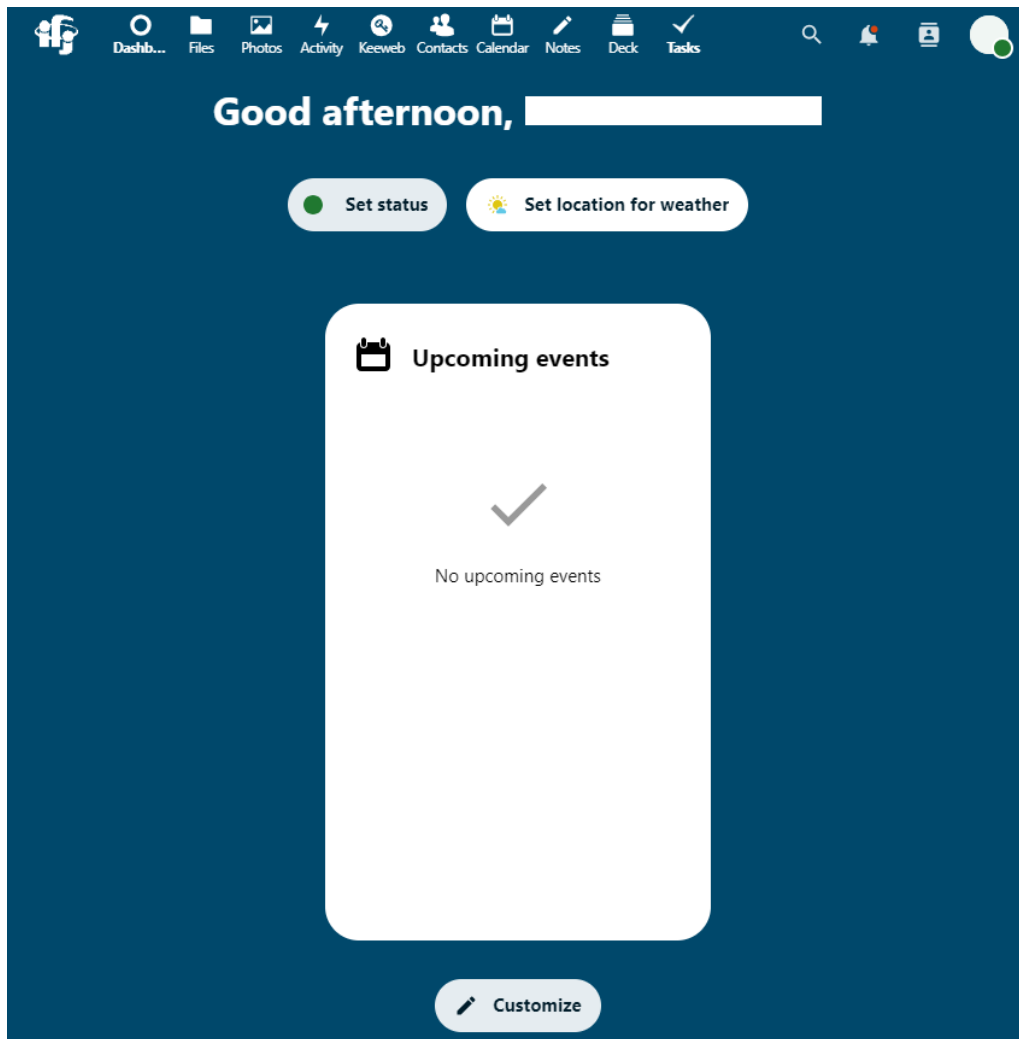 ifj
Dashb... Files Photos Activity Keeweb Contacts Calendar Notes Deck Tasks
Good afternoon,
Set status Set location for weather
Upcoming events
No upcoming events
Customize